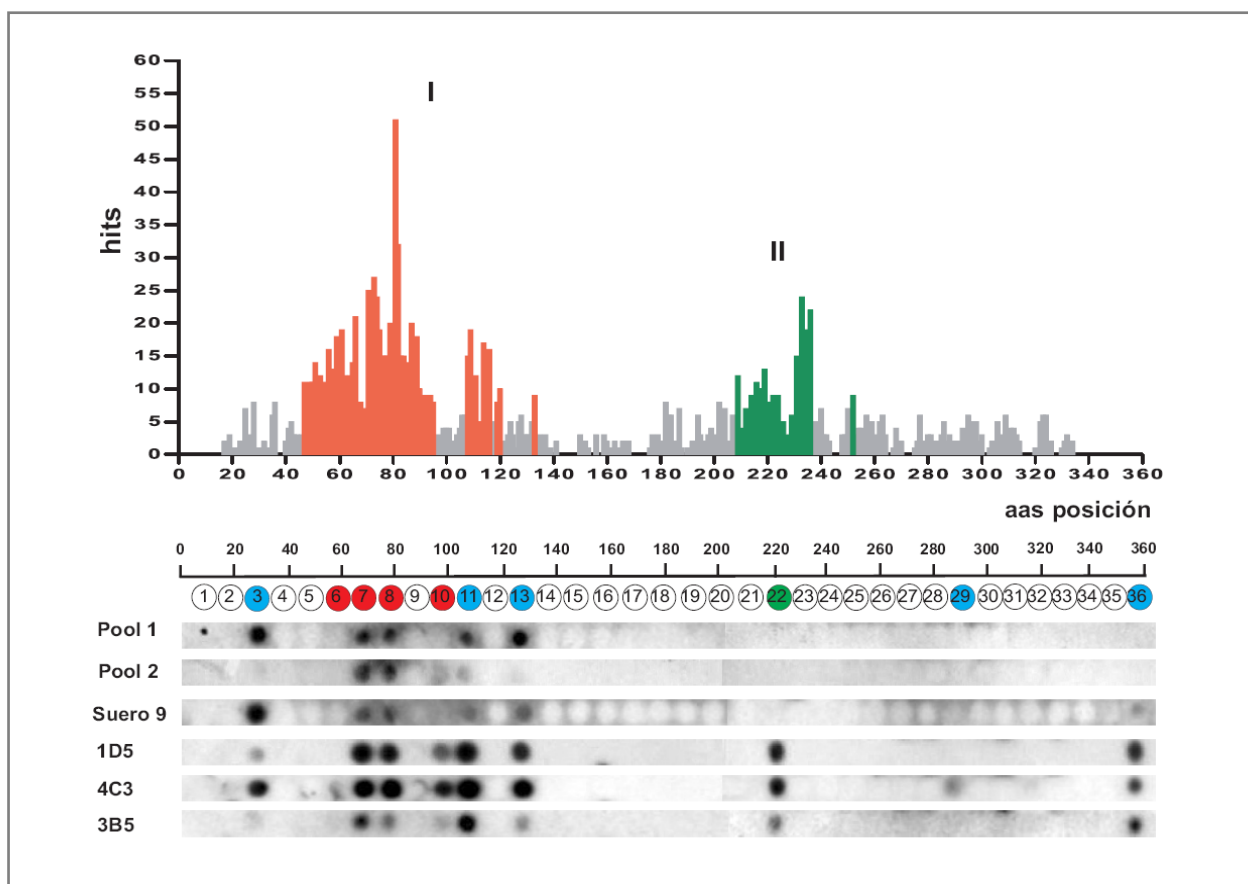 60
55
50
45
40
35
30
25
20
15
10
5
0
hits
I
II
0 20 40 60 80 100 120 140 160 180 200 220 240 260 280 300 320 340 360
aas posición
0 20 40 60 80 100 120 140 160 180 200 220 240 260 280 300 320 340 360
1 2 3 4 5 6 7 8 9 10 11 12 13 14 15 16 17 18 19 20 21 22 23 24 25 26 27 28 29 30 31 32 33 34 35 36
Pool 1
Pool 2
Suero 9
1D5
4C3
3B5